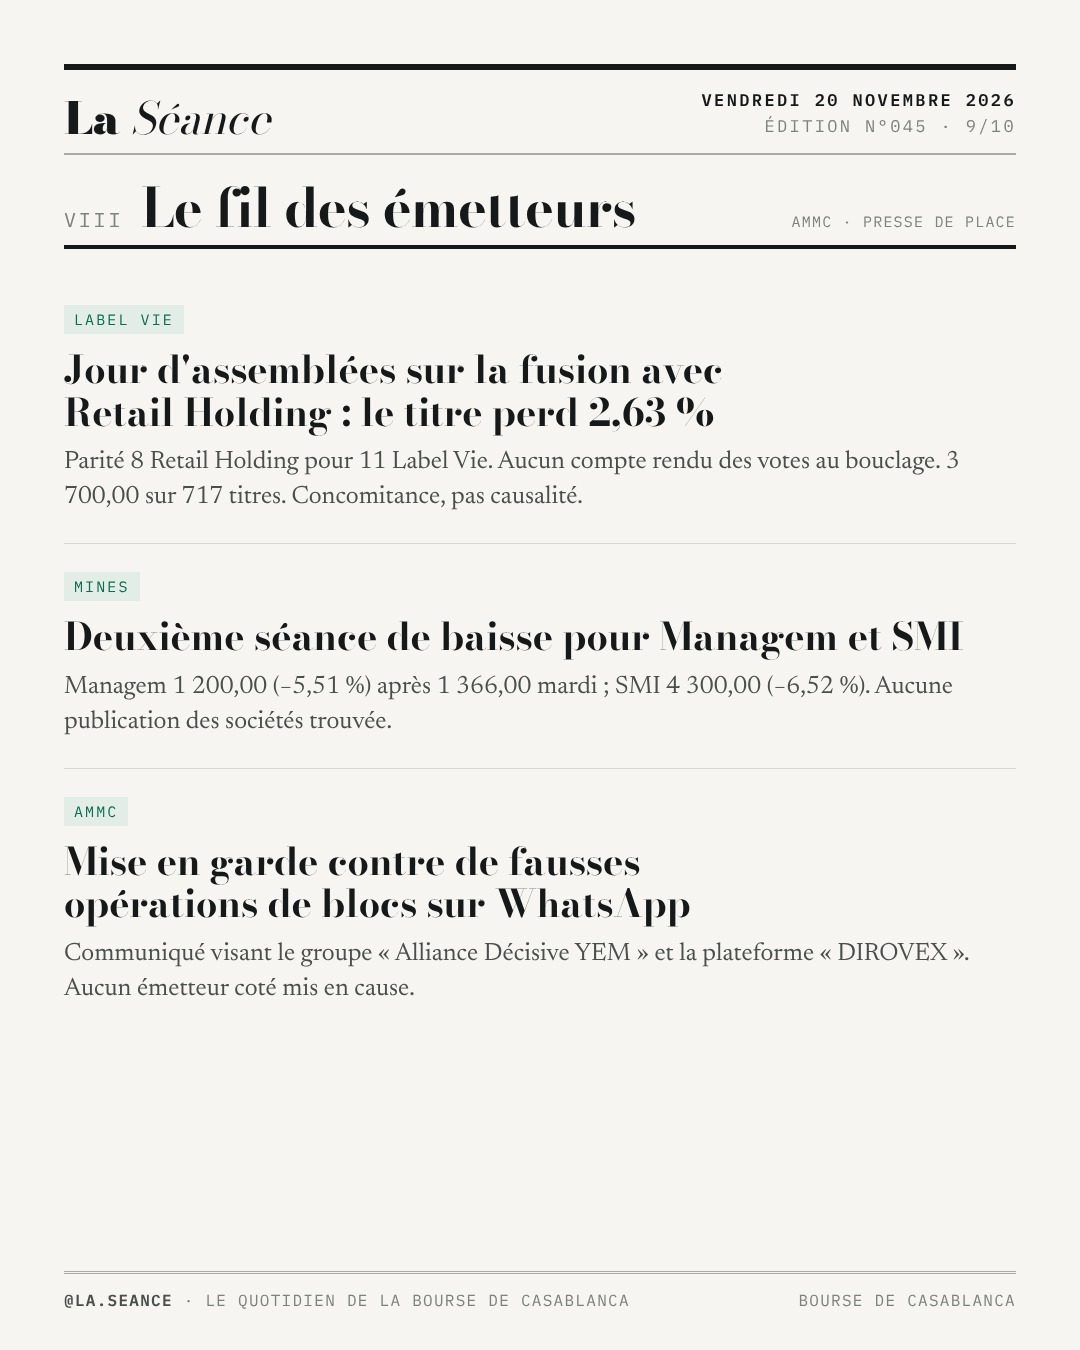 La Séance
VENDREDI 20 NOVEMBRE 2026
ÉDITION N°045 · 9/10
VIII Le fil des émetteurs
AMMC · PRESSE DE PLACE
LABEL VIE
Jour d'assemblées sur la fusion avec
Retail Holding : le titre perd 2,63 %
Parité 8 Retail Holding pour 11 Label Vie. Aucun compte rendu des votes au bouclage. 3
700,00 sur 717 titres. Concomitance, pas causalité.
MINES
Deuxième séance de baisse pour Managem et SMI
Managem 1 200,00 (−5,51 %) après 1 366,00 mardi ; SMI 4 300,00 (−6,52 %). Aucune
publication des sociétés trouvée.
AMMC
Mise en garde contre de fausses
opérations de blocs sur WhatsApp
Communiqué visant le groupe « Alliance Décisive YEM » et la plateforme « DIROVEX ».
Aucun émetteur coté mis en cause.
@LA.SEANCE · LE QUOTIDIEN DE LA BOURSE DE CASABLANCA
BOURSE DE CASABLANCA